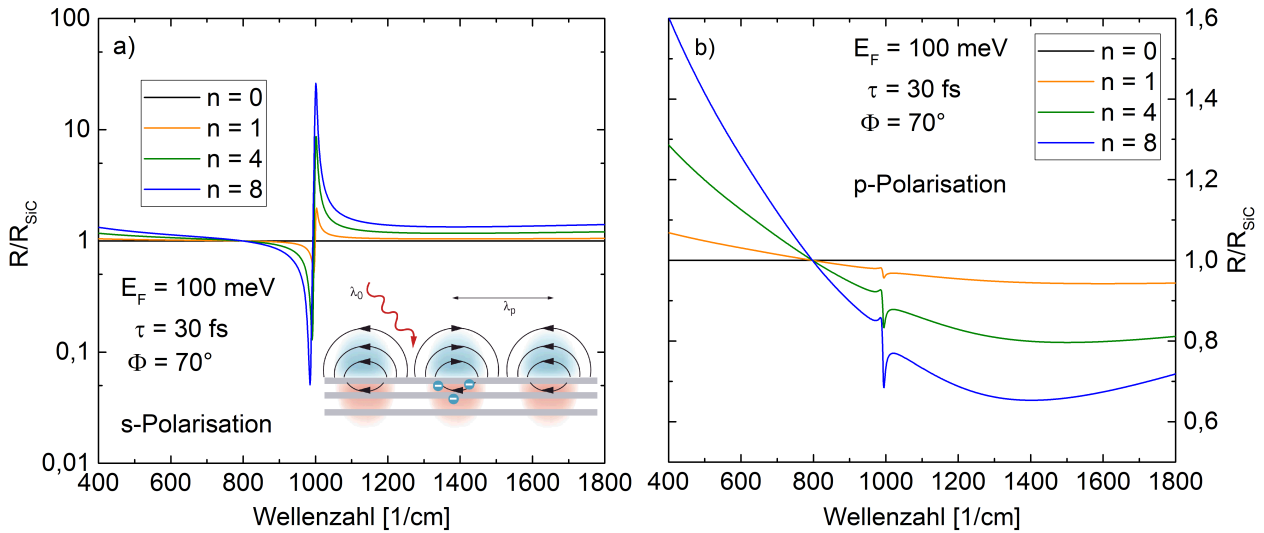 a)
n = 0
n = 1
n = 4
n = 8
E_F = 100 meV
τ = 30 fs
Φ = 70°
s-Polarisation
λ_0
λ_p
100
10
1
0,1
0,01
R/R_SiC
400 600 800 1000 1200 1400 1600 1800
Wellenzahl [1/cm]
b)
E_F = 100 meV
τ = 30 fs
Φ = 70°
p-Polarisation
n = 0
n = 1
n = 4
n = 8
1,6
1,4
1,2
1,0
0,8
0,6
R/R_SiC
400 600 800 1000 1200 1400 1600 1800
Wellenzahl [1/cm]